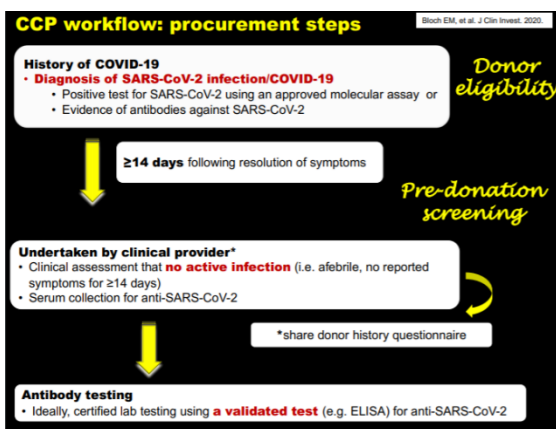 CCP workflow: procurement steps
Bloch EM, et al. J Clin Invest. 2020.
History of COVID-19
• Diagnosis of SARS-CoV-2 infection/COVID-19
• Positive test for SARS-CoV-2 using an approved molecular assay or
• Evidence of antibodies against SARS-CoV-2
Donor
eligibility
≥14 days following resolution of symptoms
Pre-donation
screening
Undertaken by clinical provider*
• Clinical assessment that no active infection (i.e. afebrile, no reported
symptoms for ≥14 days)
• Serum collection for anti-SARS-CoV-2
*share donor history questionnaire
Antibody testing
• Ideally, certified lab testing using a validated test (e.g. ELISA) for anti-SARS-CoV-2